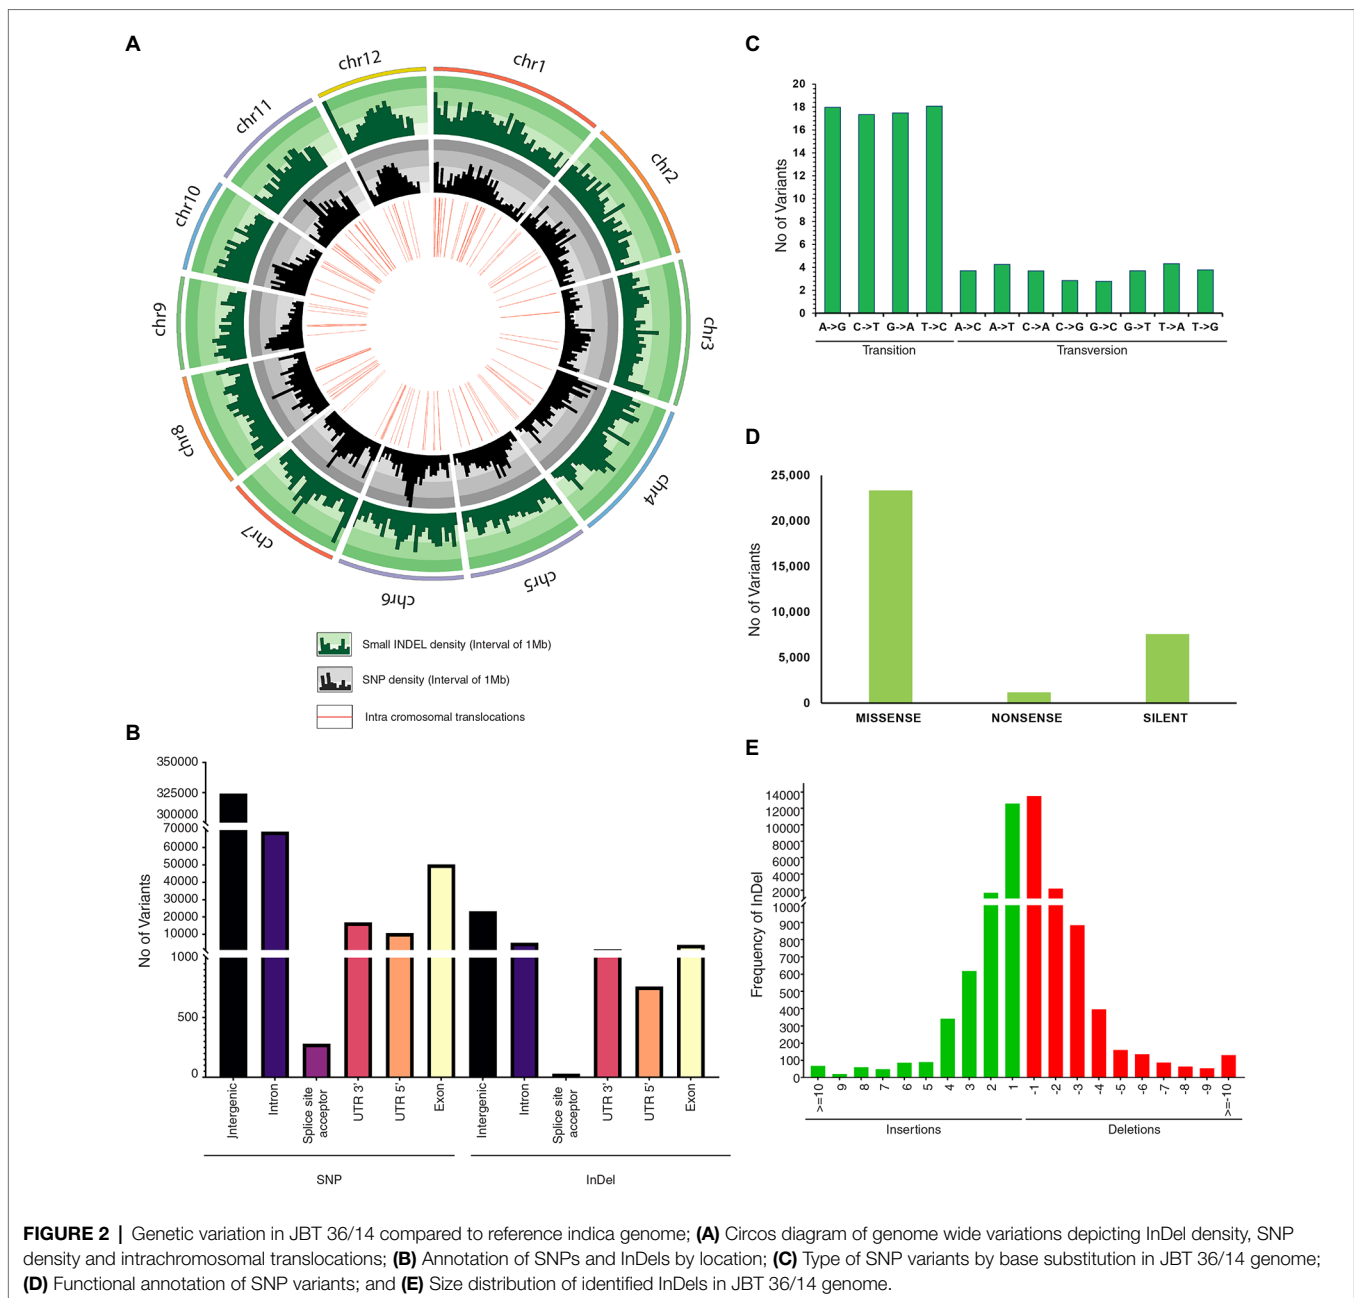 A
chr1
chr2
chr3
chr4
chr5
chr6
chr7
chr8
chr9
chr10
chr11
chr12
Small INDEL density (Interval of 1Mb)
SNP density (Interval of 1Mb)
Intra cromosomal translocations
B
No of Variants
350000
325000
300000
70000
60000
50000
40000
30000
20000
10000
1000
500
0
Intergenic
Intron
Splice site
acceptor
UTR 3'
UTR 5'
Exon
Intergenic
Intron
Splice site
acceptor
UTR 3'
UTR 5'
Exon
SNP
InDel
C
No of Variants
20
18
16
14
12
10
8
6
4
2
0
A->G C->T G->A T->C A->C A->T C->A C->G G->C G->T T->A T->G
Transition
Transversion
D
No of Variants
25,000
20,000
15,000
10,000
5,000
0
MISSENSE NONSENSE SILENT
E
Frequency of InDel
14000
12000
10000
8000
6000
4000
2000
1000
800
700
600
500
400
300
200
100
0
>=10 9 8 7 6 5 4 3 2 1 -1 -2 -3 -4 -5 -6 -7 -8 -9 >=-10
Insertions
Deletions
FIGURE 2 | Genetic variation in JBT 36/14 compared to reference indica genome; (A) Circos diagram of genome wide variations depicting InDel density, SNP
density and intrachromosomal translocations; (B) Annotation of SNPs and InDels by location; (C) Type of SNP variants by base substitution in JBT 36/14 genome;
(D) Functional annotation of SNP variants; and (E) Size distribution of identified InDels in JBT 36/14 genome.